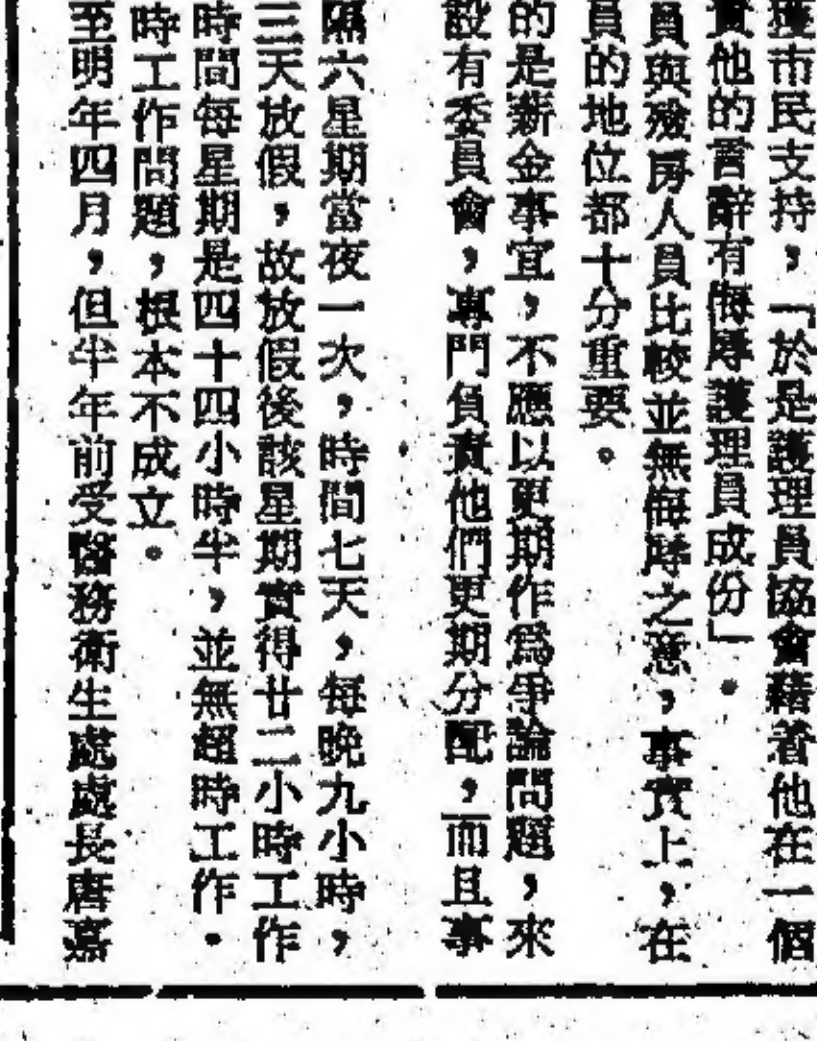 獲市民支持，「於是護理員協會藉着他在一個
責他的言辭有侮辱護理員成份」。
員與殮房人員比較並無侮辱之意，事實上，在
員的地位都十分重要。
的是薪金事宜，不應以更期作爲爭論問題，來
設有委員會，專門負責他們更期分配，而且事
隔六星期當夜一次，時間七天，每晚九小時，
三天放假，故放假後該星期實得廿二小時工作
時間每星期是四十四小時半，並無超時工作．
時工作問題，根本不成立。
至明年四月，但半年前受醫務衞生處處長唐嘉